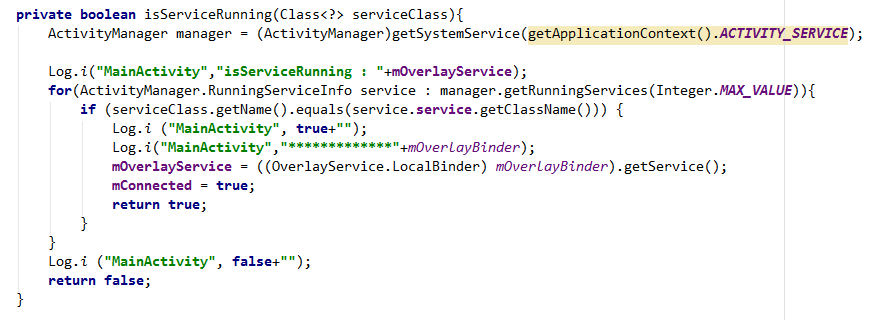 private boolean isServiceRunning(Class<?> serviceClass){
    ActivityManager manager = (ActivityManager)getSystemService(getApplicationContext().ACTIVITY_SERVICE);

    Log.i("MainActivity","isServiceRunning : "+mOverlayService);
    for(ActivityManager.RunningServiceInfo service : manager.getRunningServices(Integer.MAX_VALUE)){
        if (serviceClass.getName().equals(service.service.getClassName())) {
            Log.i ("MainActivity", true+"");
            Log.i("MainActivity","*************"+mOverlayBinder);
            mOverlayService = ((OverlayService.LocalBinder) mOverlayBinder).getService();
            mConnected = true;
            return true;
        }
    }
    Log.i ("MainActivity", false+"");
    return false;
}